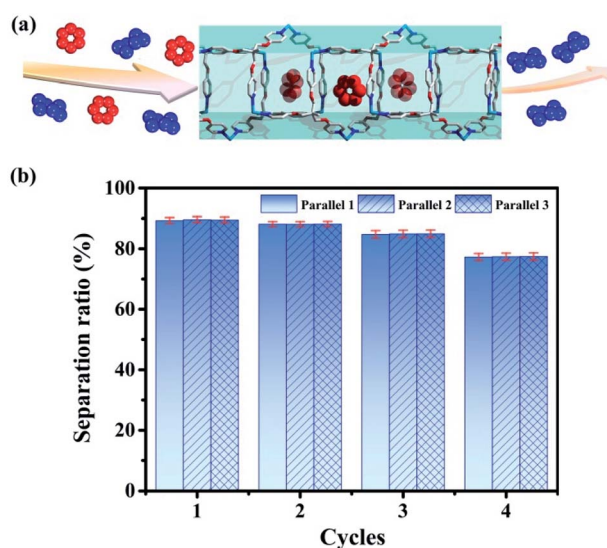 (a)
(b)
100
80
60
40
20
0
Separation ratio (%)
Parallel 1 Parallel 2 Parallel 3
1 2 3 4
Cycles